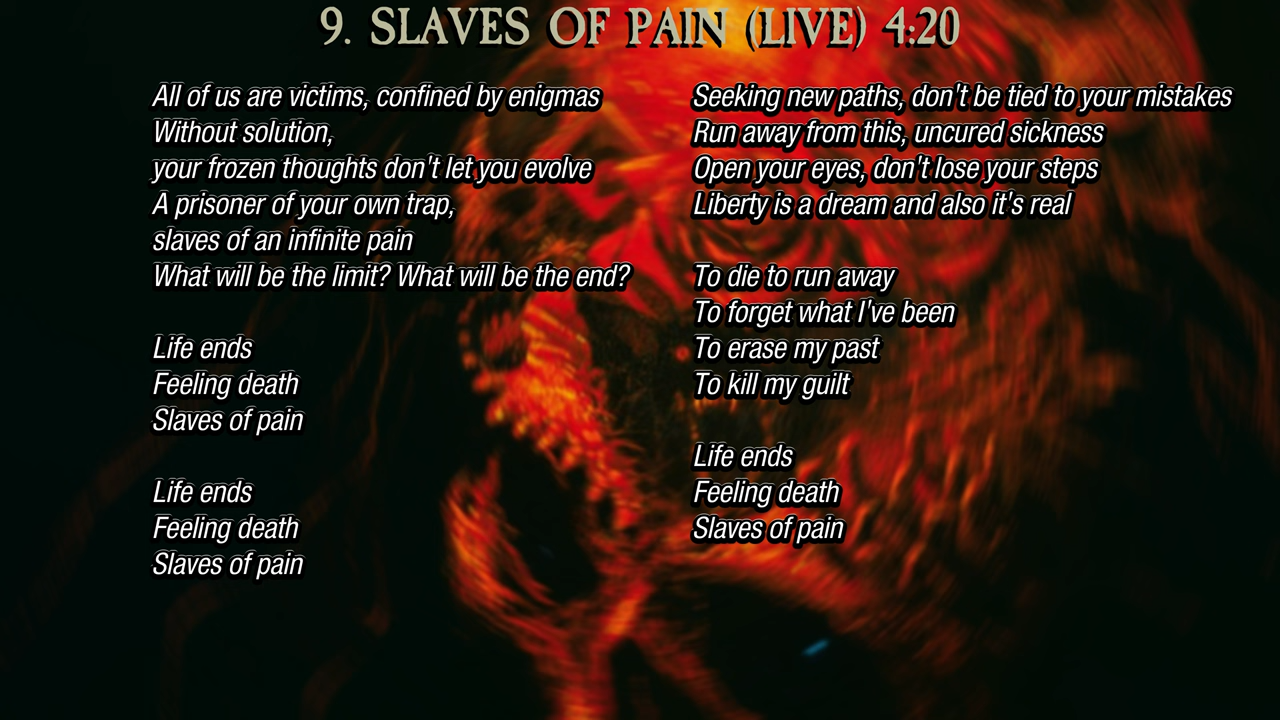 9. SLAVES OF PAIN (LIVE) 4:20
All of us are victims, confined by enigmas
Without solution,
your frozen thoughts don't let you evolve
A prisoner of your own trap,
slaves of an infinite pain
What will be the limit? What will be the end?
Life ends
Feeling death
Slaves of pain
Life ends
Feeling death
Slaves of pain
Seeking new paths, don't be tied to your mistakes
Run away from this, uncured sickness
Open your eyes, don't lose your steps
Liberty is a dream and also it's real
To die to run away
To forget what I've been
To erase my past
To kill my guilt
Life ends
Feeling death
Slaves of pain